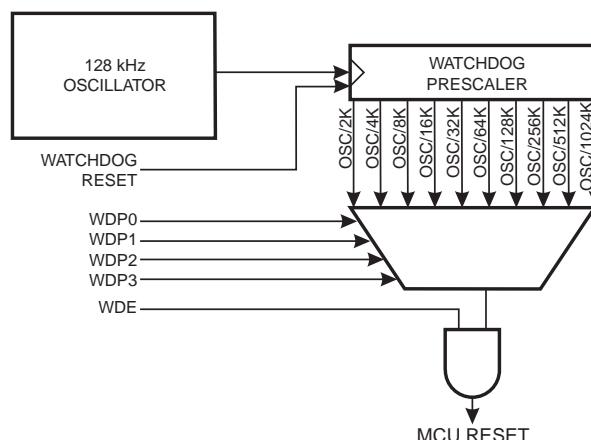 128 kHz
OSCILLATOR
WATCHDOG
PRESCALER
OSC/2K
OSC/4K
OSC/8K
OSC/16K
OSC/32K
OSC/64K
OSC/128K
OSC/256K
OSC/512K
OSC/1024K
WATCHDOG
RESET
WDP0
WDP1
WDP2
WDP3
WDE
MCU RESET